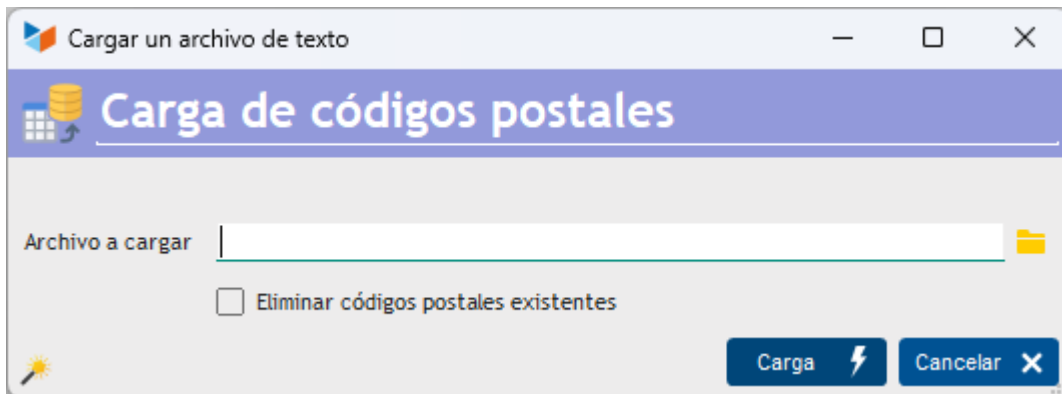 Cargar un archivo de texto
Carga de códigos postales
Archivo a cargar
Eliminar códigos postales existentes
Carga
Cancelar